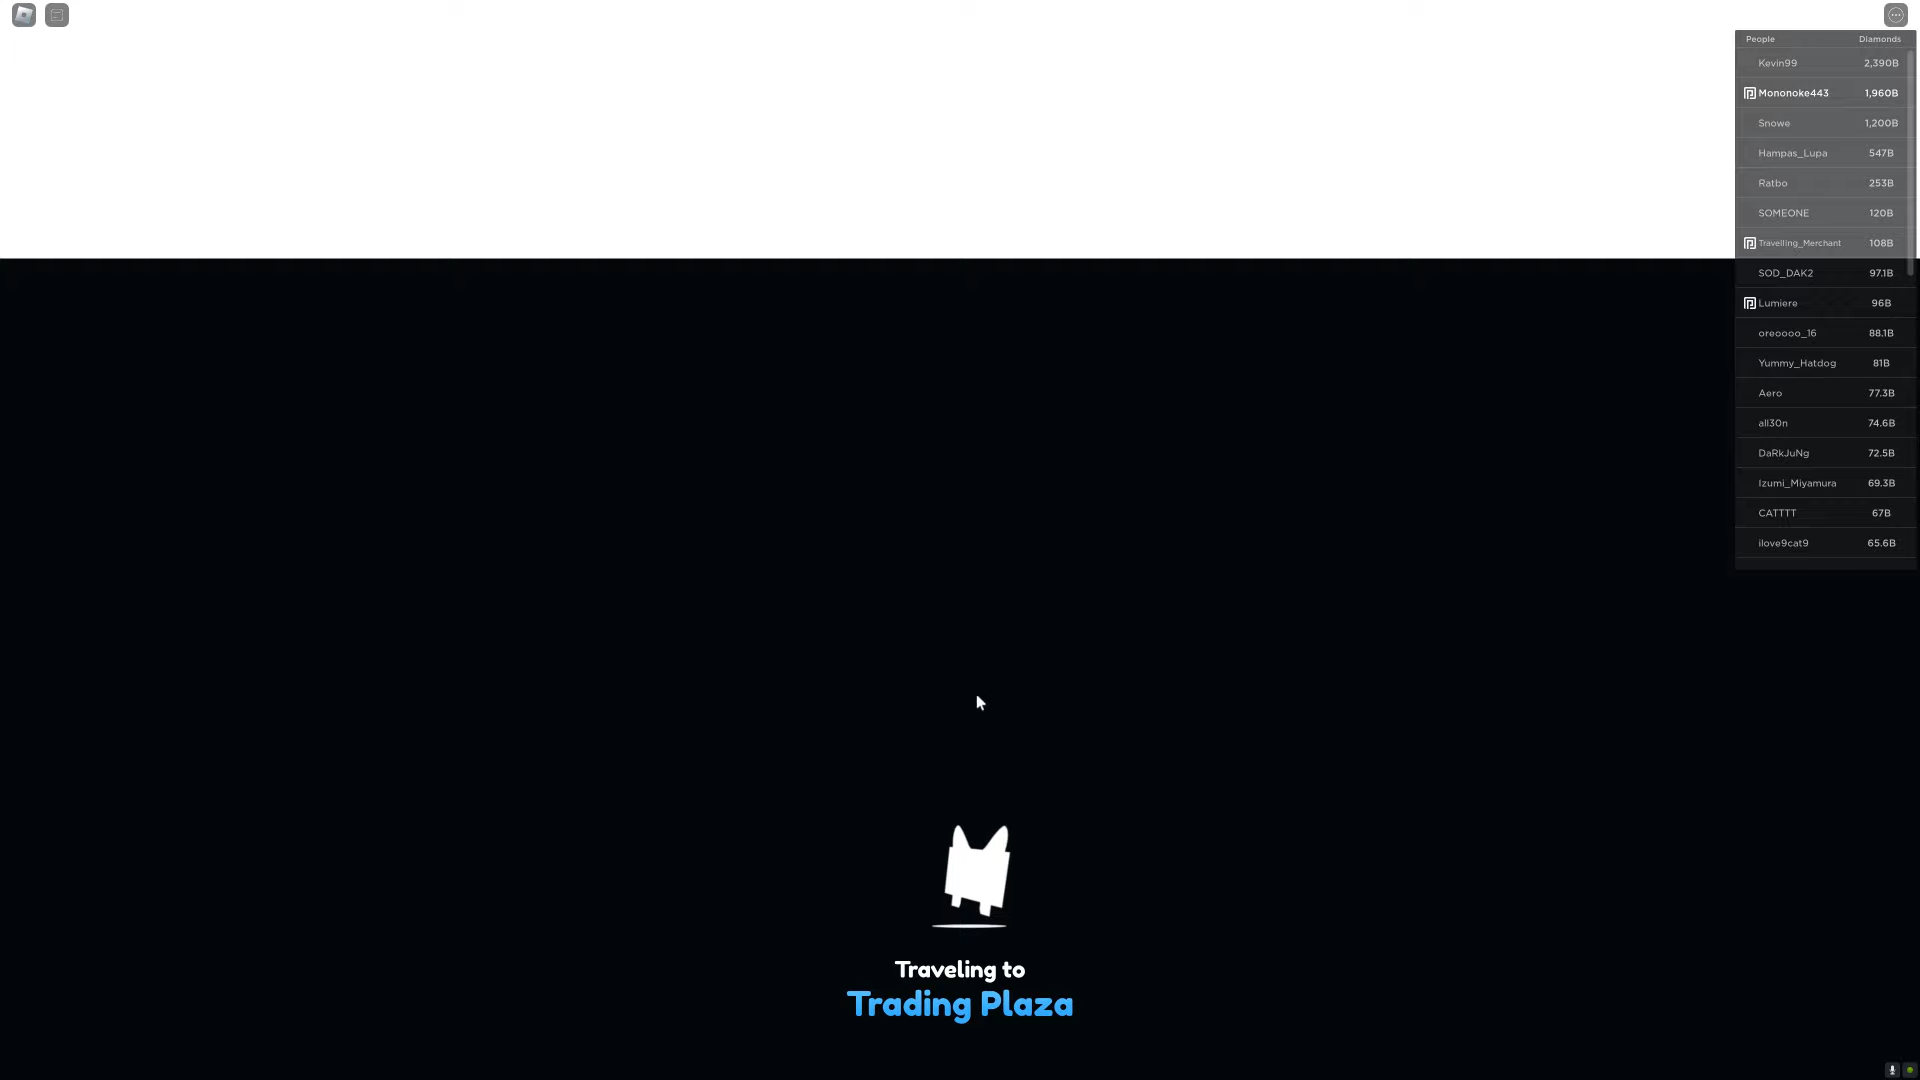 People Diamonds
Kevin99 2,390B
Mononoke443 1,960B
Snowe 1,200B
Hampas_Lupa 547B
Ratbo 253B
SOMEONE 120B
Travelling_Merchant 108B
SOD_DAK2 97.1B
Lumiere 96B
oreoooo_16 88.1B
Yummy_Hatdog 81B
Aero 77.3B
all30n 74.6B
DaRkJuNg 72.5B
Izumi_Miyamura 69.3B
CATTTT 67B
ilove9cat9 65.6B
Traveling to
Trading Plaza